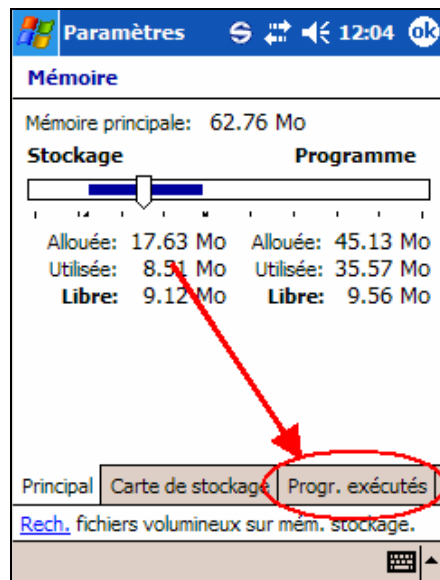 Paramètres 12:04 ok
Mémoire
Mémoire principale: 62.76 Mo
Stockage Programme
Allouée: 17.63 Mo Allouée: 45.13 Mo
Utilisée: 8.51 Mo Utilisée: 35.57 Mo
Libre: 9.12 Mo Libre: 9.56 Mo
Principal Carte de stockage Progr. exécutés
Rech. fichiers volumineux sur mém. stockage.